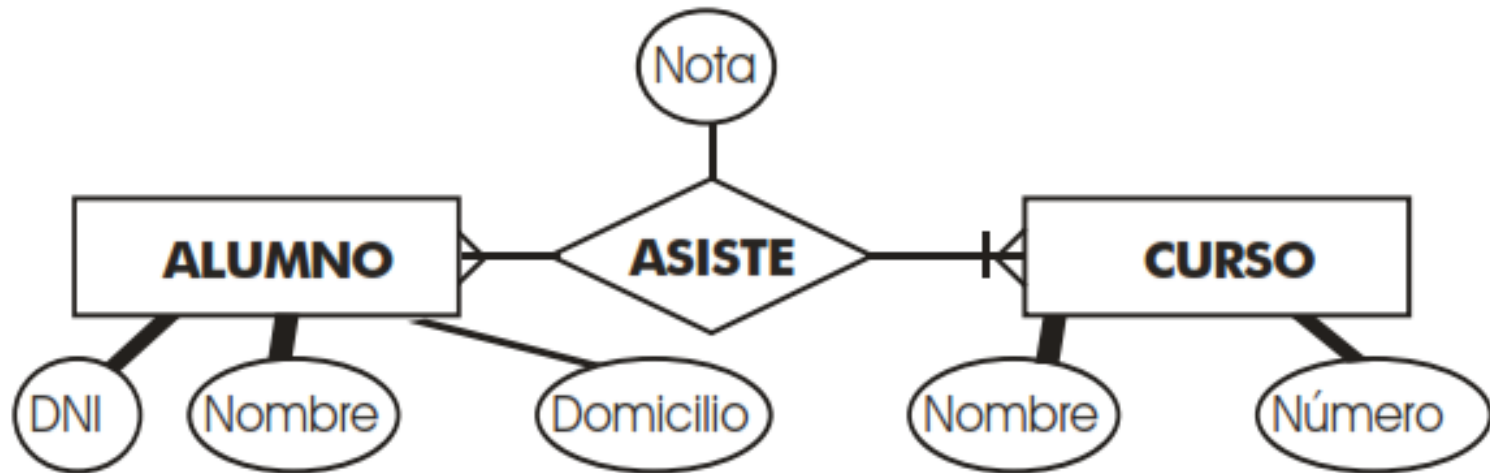 Nota
ALUMNO
ASISTE
CURSO
DNI
Nombre
Domicilio
Nombre
Número